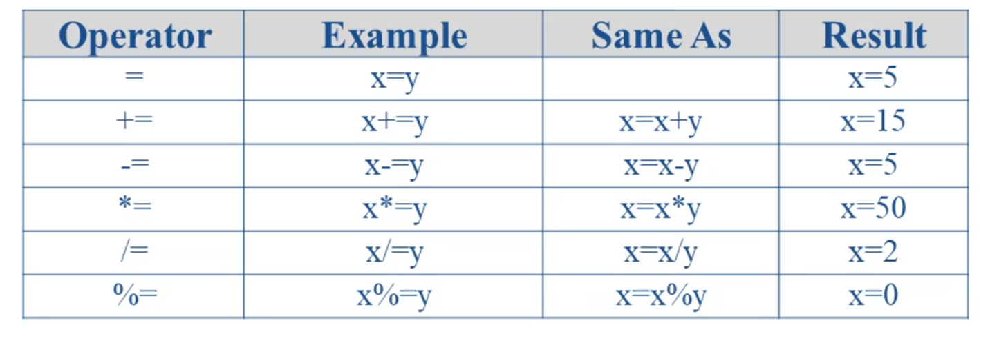 Operator Example Same As Result
= x=y x=5
+= x+=y x=x+y x=15
-= x-=y x=x-y x=5
*= x*=y x=x*y x=50
/= x/=y x=x/y x=2
%= x%=y x=x%y x=0